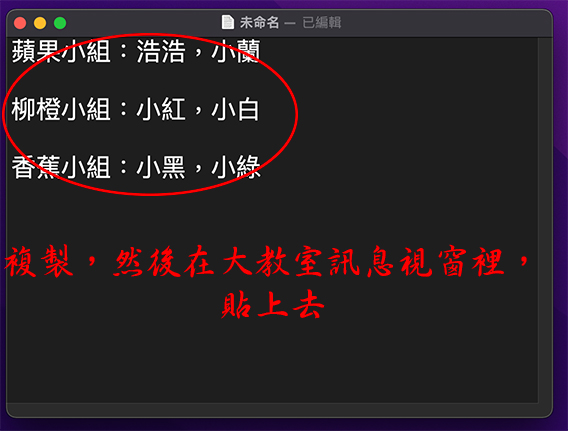 未命名 — 已編輯
蘋果小組：浩浩，小蘭
柳橙小組：小紅，小白
香蕉小組：小黑，小綠
複製，然後在大教室訊息視窗裡，
貼上去